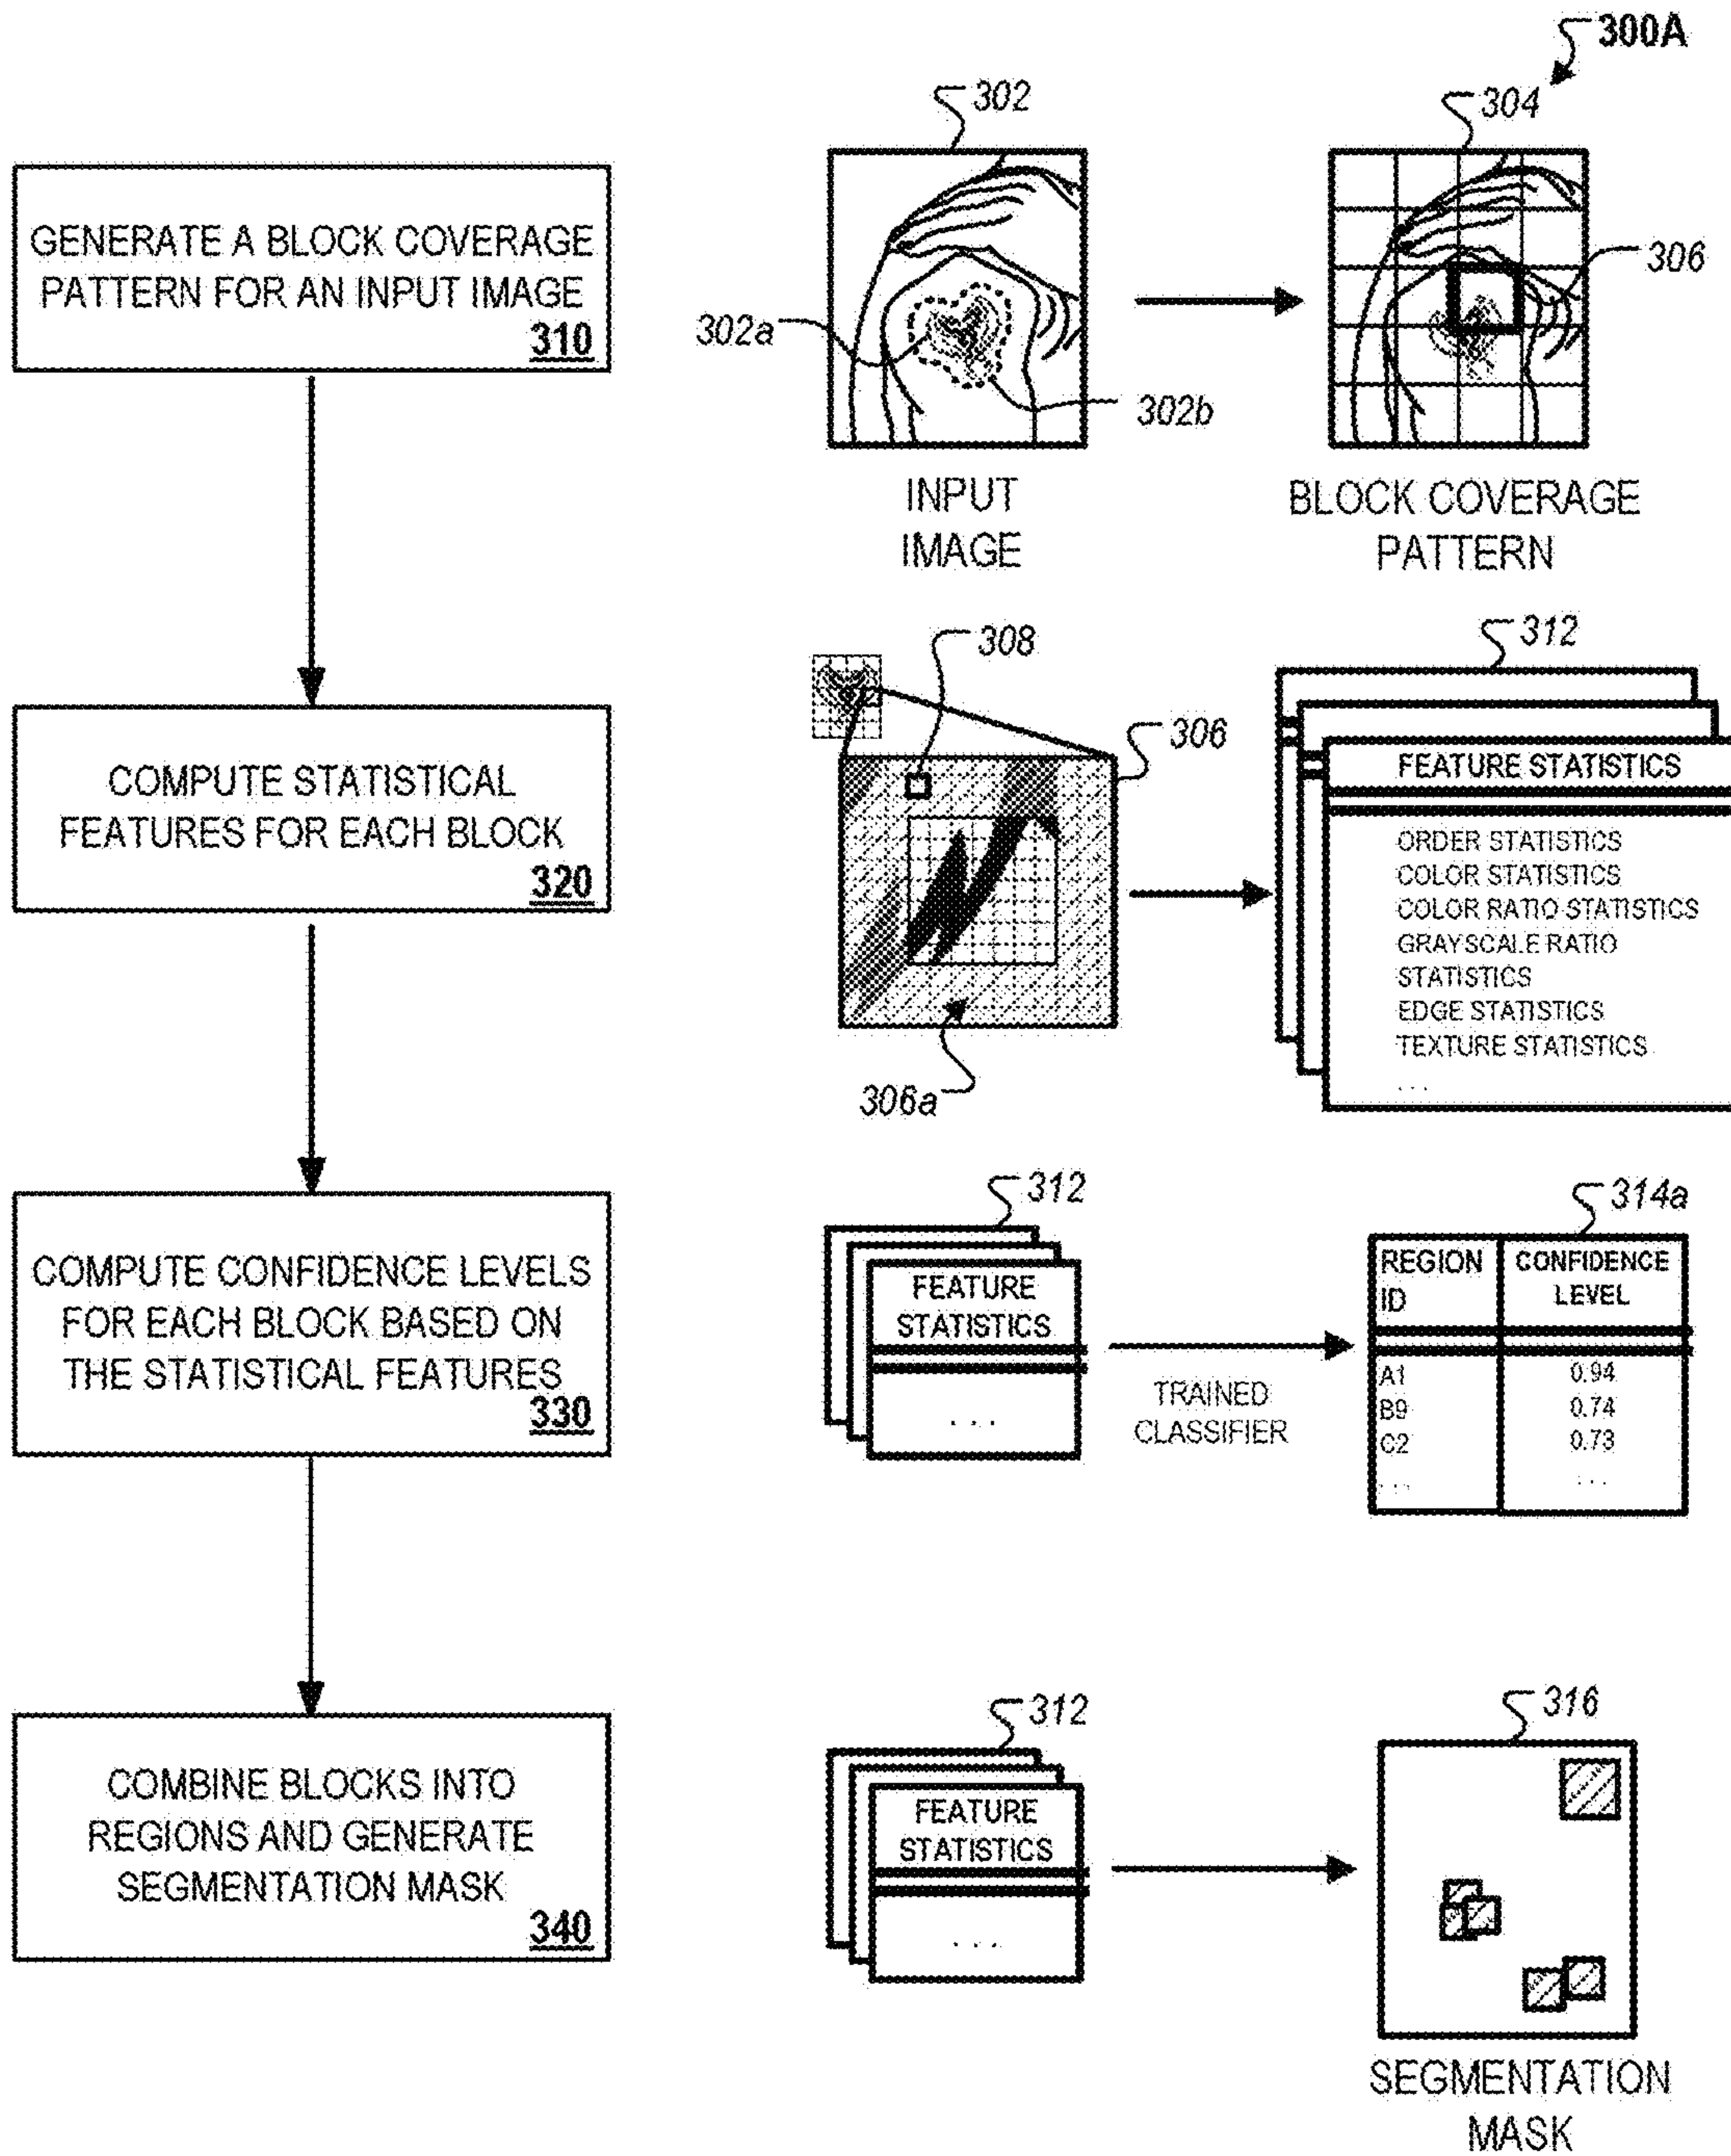 300A
302
304
GENERATE A BLOCK COVERAGE
PATTERN FOR AN INPUT IMAGE
310
306
302a
302b
INPUT
IMAGE
BLOCK COVERAGE
PATTERN
308
312
306
COMPUTE STATISTICAL
FEATURES FOR EACH BLOCK
320
FEATURE STATISTICS
ORDER STATISTICS
COLOR STATISTICS
COLOR RATIO STATISTICS
GRAYSCALE RATIO
STATISTICS
EDGE STATISTICS
TEXTURE STATISTICS
. . .
306a
312
314a
COMPUTE CONFIDENCE LEVELS
FOR EACH BLOCK BASED ON
THE STATISTICAL FEATURES
330
FEATURE
STATISTICS
. . .
TRAINED
CLASSIFIER
REGION
ID
CONFIDENCE
LEVEL
A1 0.94
B9 0.74
C2 0.73
. . . . . .
312
316
COMBINE BLOCKS INTO
REGIONS AND GENERATE
SEGMENTATION MASK
340
FEATURE
STATISTICS
. . .
SEGMENTATION
MASK